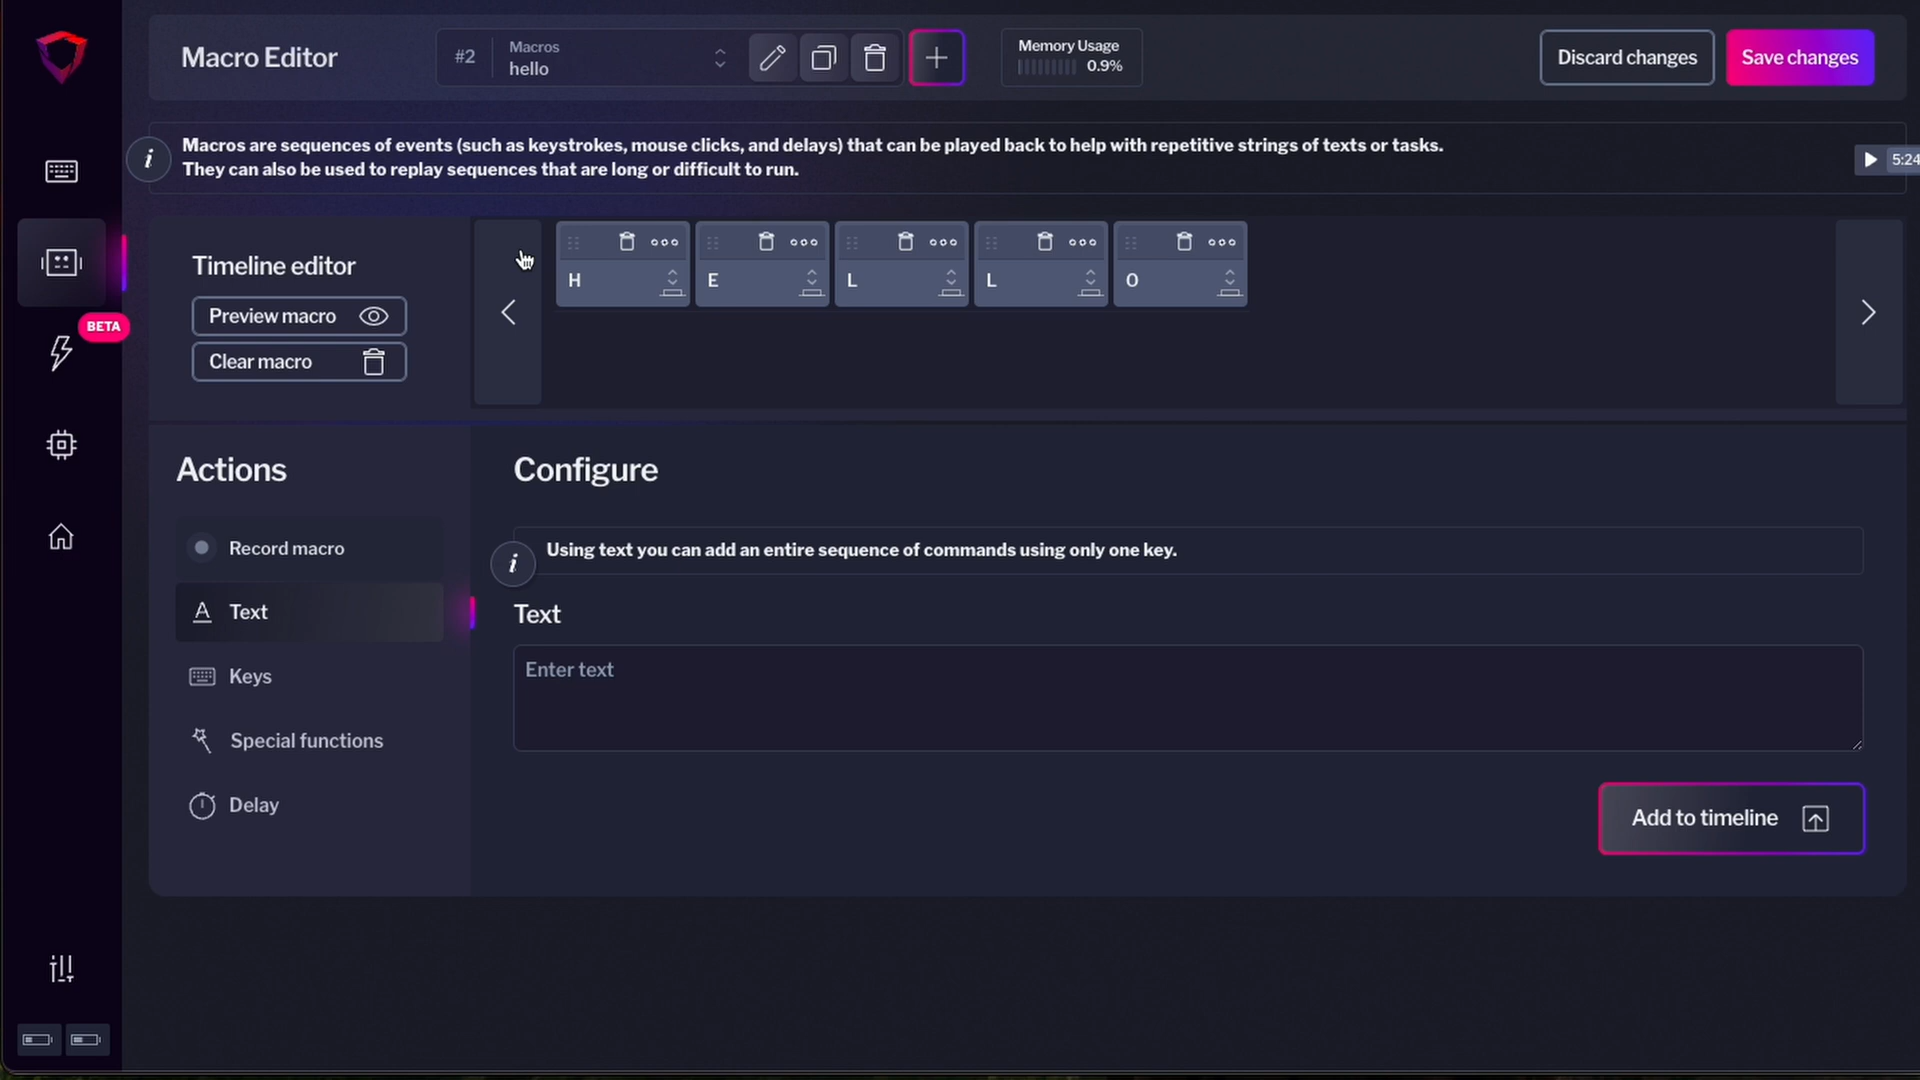 Macro Editor
#2
Macros
hello
Memory Usage
0.9%
Discard changes
Save changes
i
Macros are sequences of events (such as keystrokes, mouse clicks, and delays) that can be played back to help with repetitive strings of texts or tasks.
They can also be used to replay sequences that are long or difficult to run.
5:24
BETA
Timeline editor
Preview macro
Clear macro
H
E
L
L
O
Actions
Record macro
A Text
Keys
Special functions
Delay
Configure
i
Using text you can add an entire sequence of commands using only one key.
Text
Enter text
Add to timeline